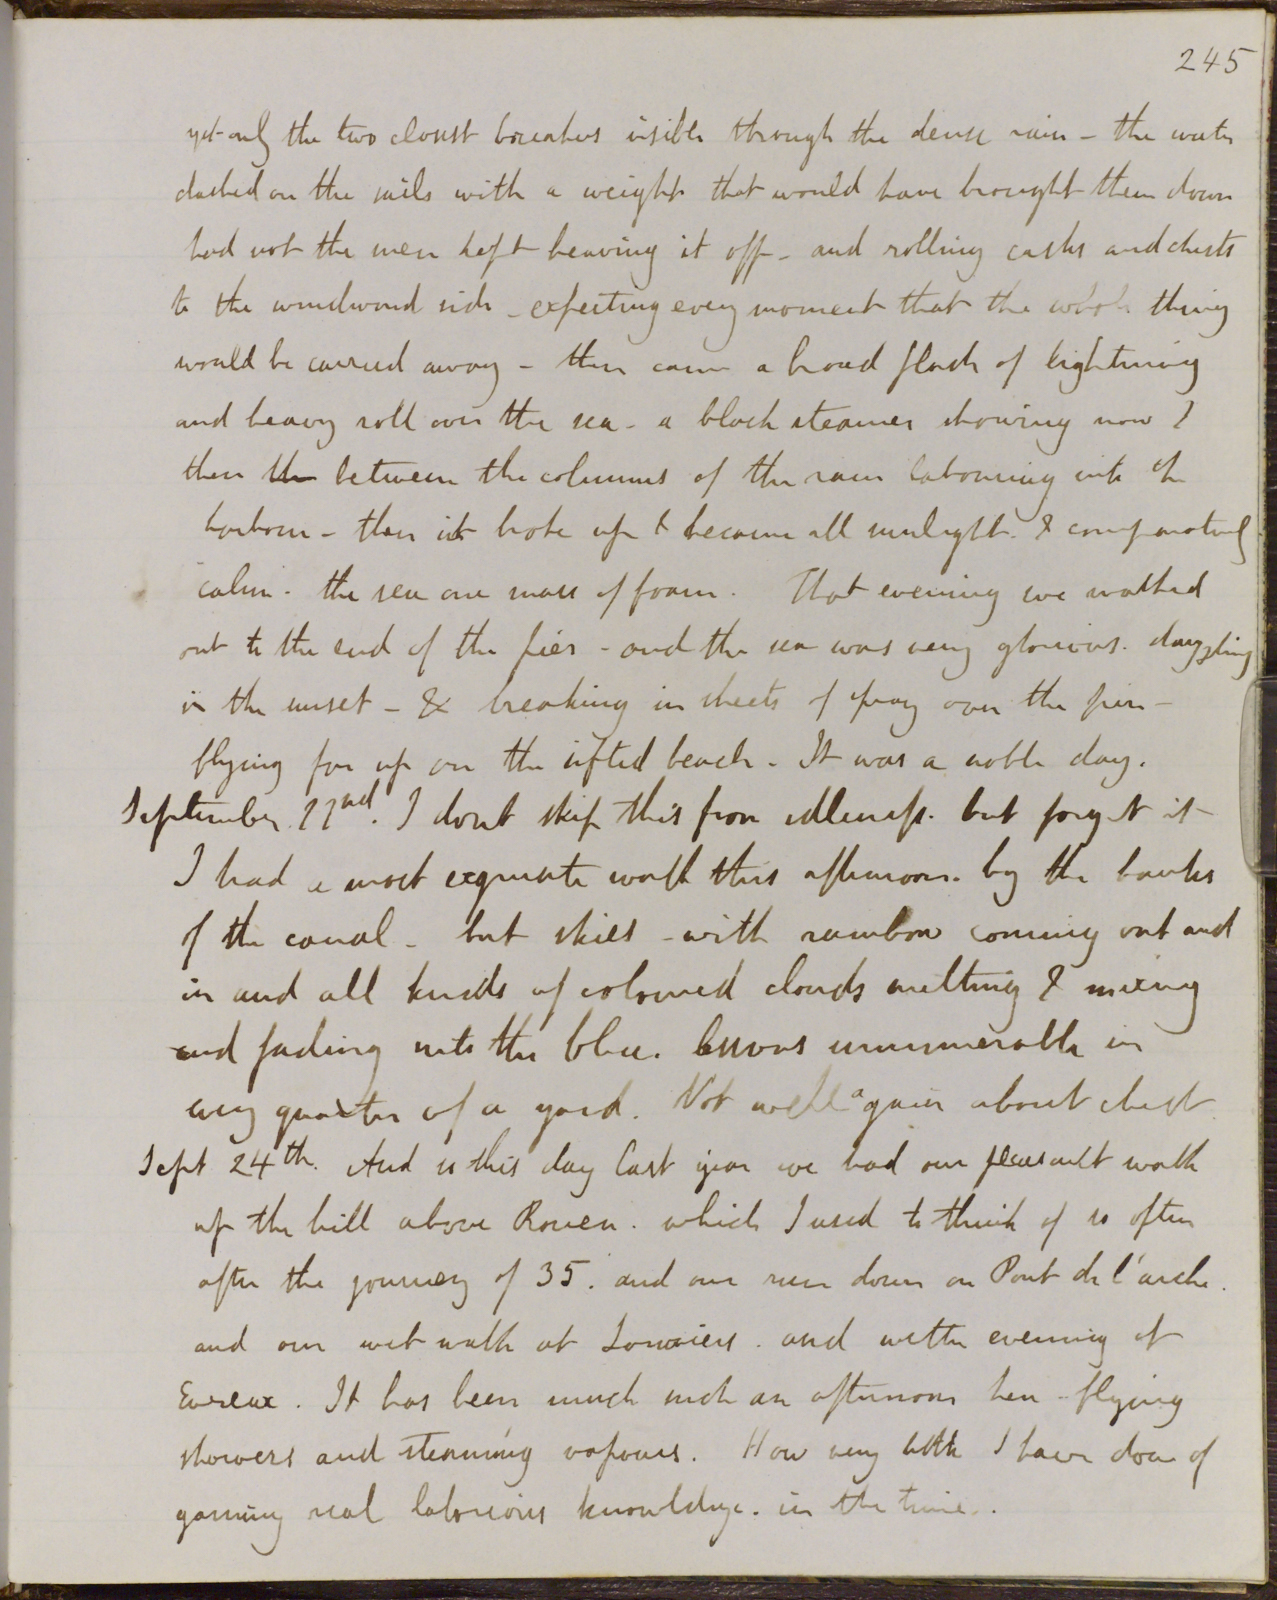 245
yet only the two closest breakers visible through the dense rain - the water
dashed on the sails with a weight that would have brought them down
had not the men kept heaving it off - and rolling casks and chests
to the windward side - expecting every moment that the whole thing
would be carried away - then came a broad flash of lightning
and heavy roll over the sea - a black steamer showing now &
then the between the columns of the rain labouring into the
harbour - then it broke up & became all sunlight. & comparatively
calm - the sea one mass of foam. That evening we walked
out to the end of the pier - and the sea was very glorious. dazzling
in the sunset - & breaking in sheets of spray over the pier -
flying far up on the sifted beach. It was a noble day.
September 22nd. I dont skip this from idleness. but forget it -
I had a most exquisite walk this afternoon. by the banks
of the canal - but skies - with rainbow coming out and
in and all kinds of coloured clouds melting & mixing
and fading into the blue. innumerable in
every quarter of a yard. Not well again about chest
Sept 24th. And so this day last year we had our pleasant walk
up the hill above Rouen. which I used to think of so often
after the journey of 35. and our run down on Pont de l'arche.
and our wet walk at Louviers. and wetter evening at
Evreux. It has been much such an afternoon here - flying
showers and steaming vapours. How very little I have done of
gaining real laborious knowledge. in the time.